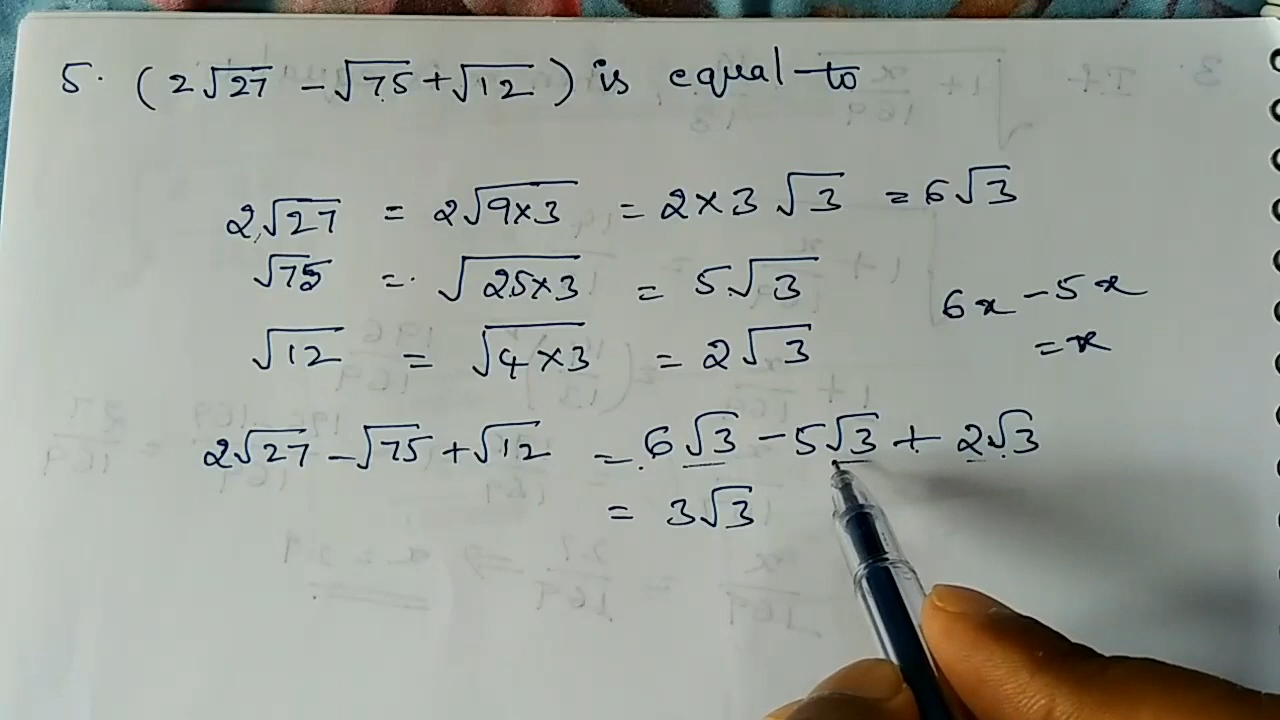 5. (2√27 - √75 + √12) is equal to
2√27 = 2√9×3 = 2×3√3 = 6√3
√75 = √25×3 = 5√3
6x - 5x
= x
√12 = √4×3 = 2√3
2√27 - √75 + √12 = 6√3 - 5√3 + 2√3
= 3√3